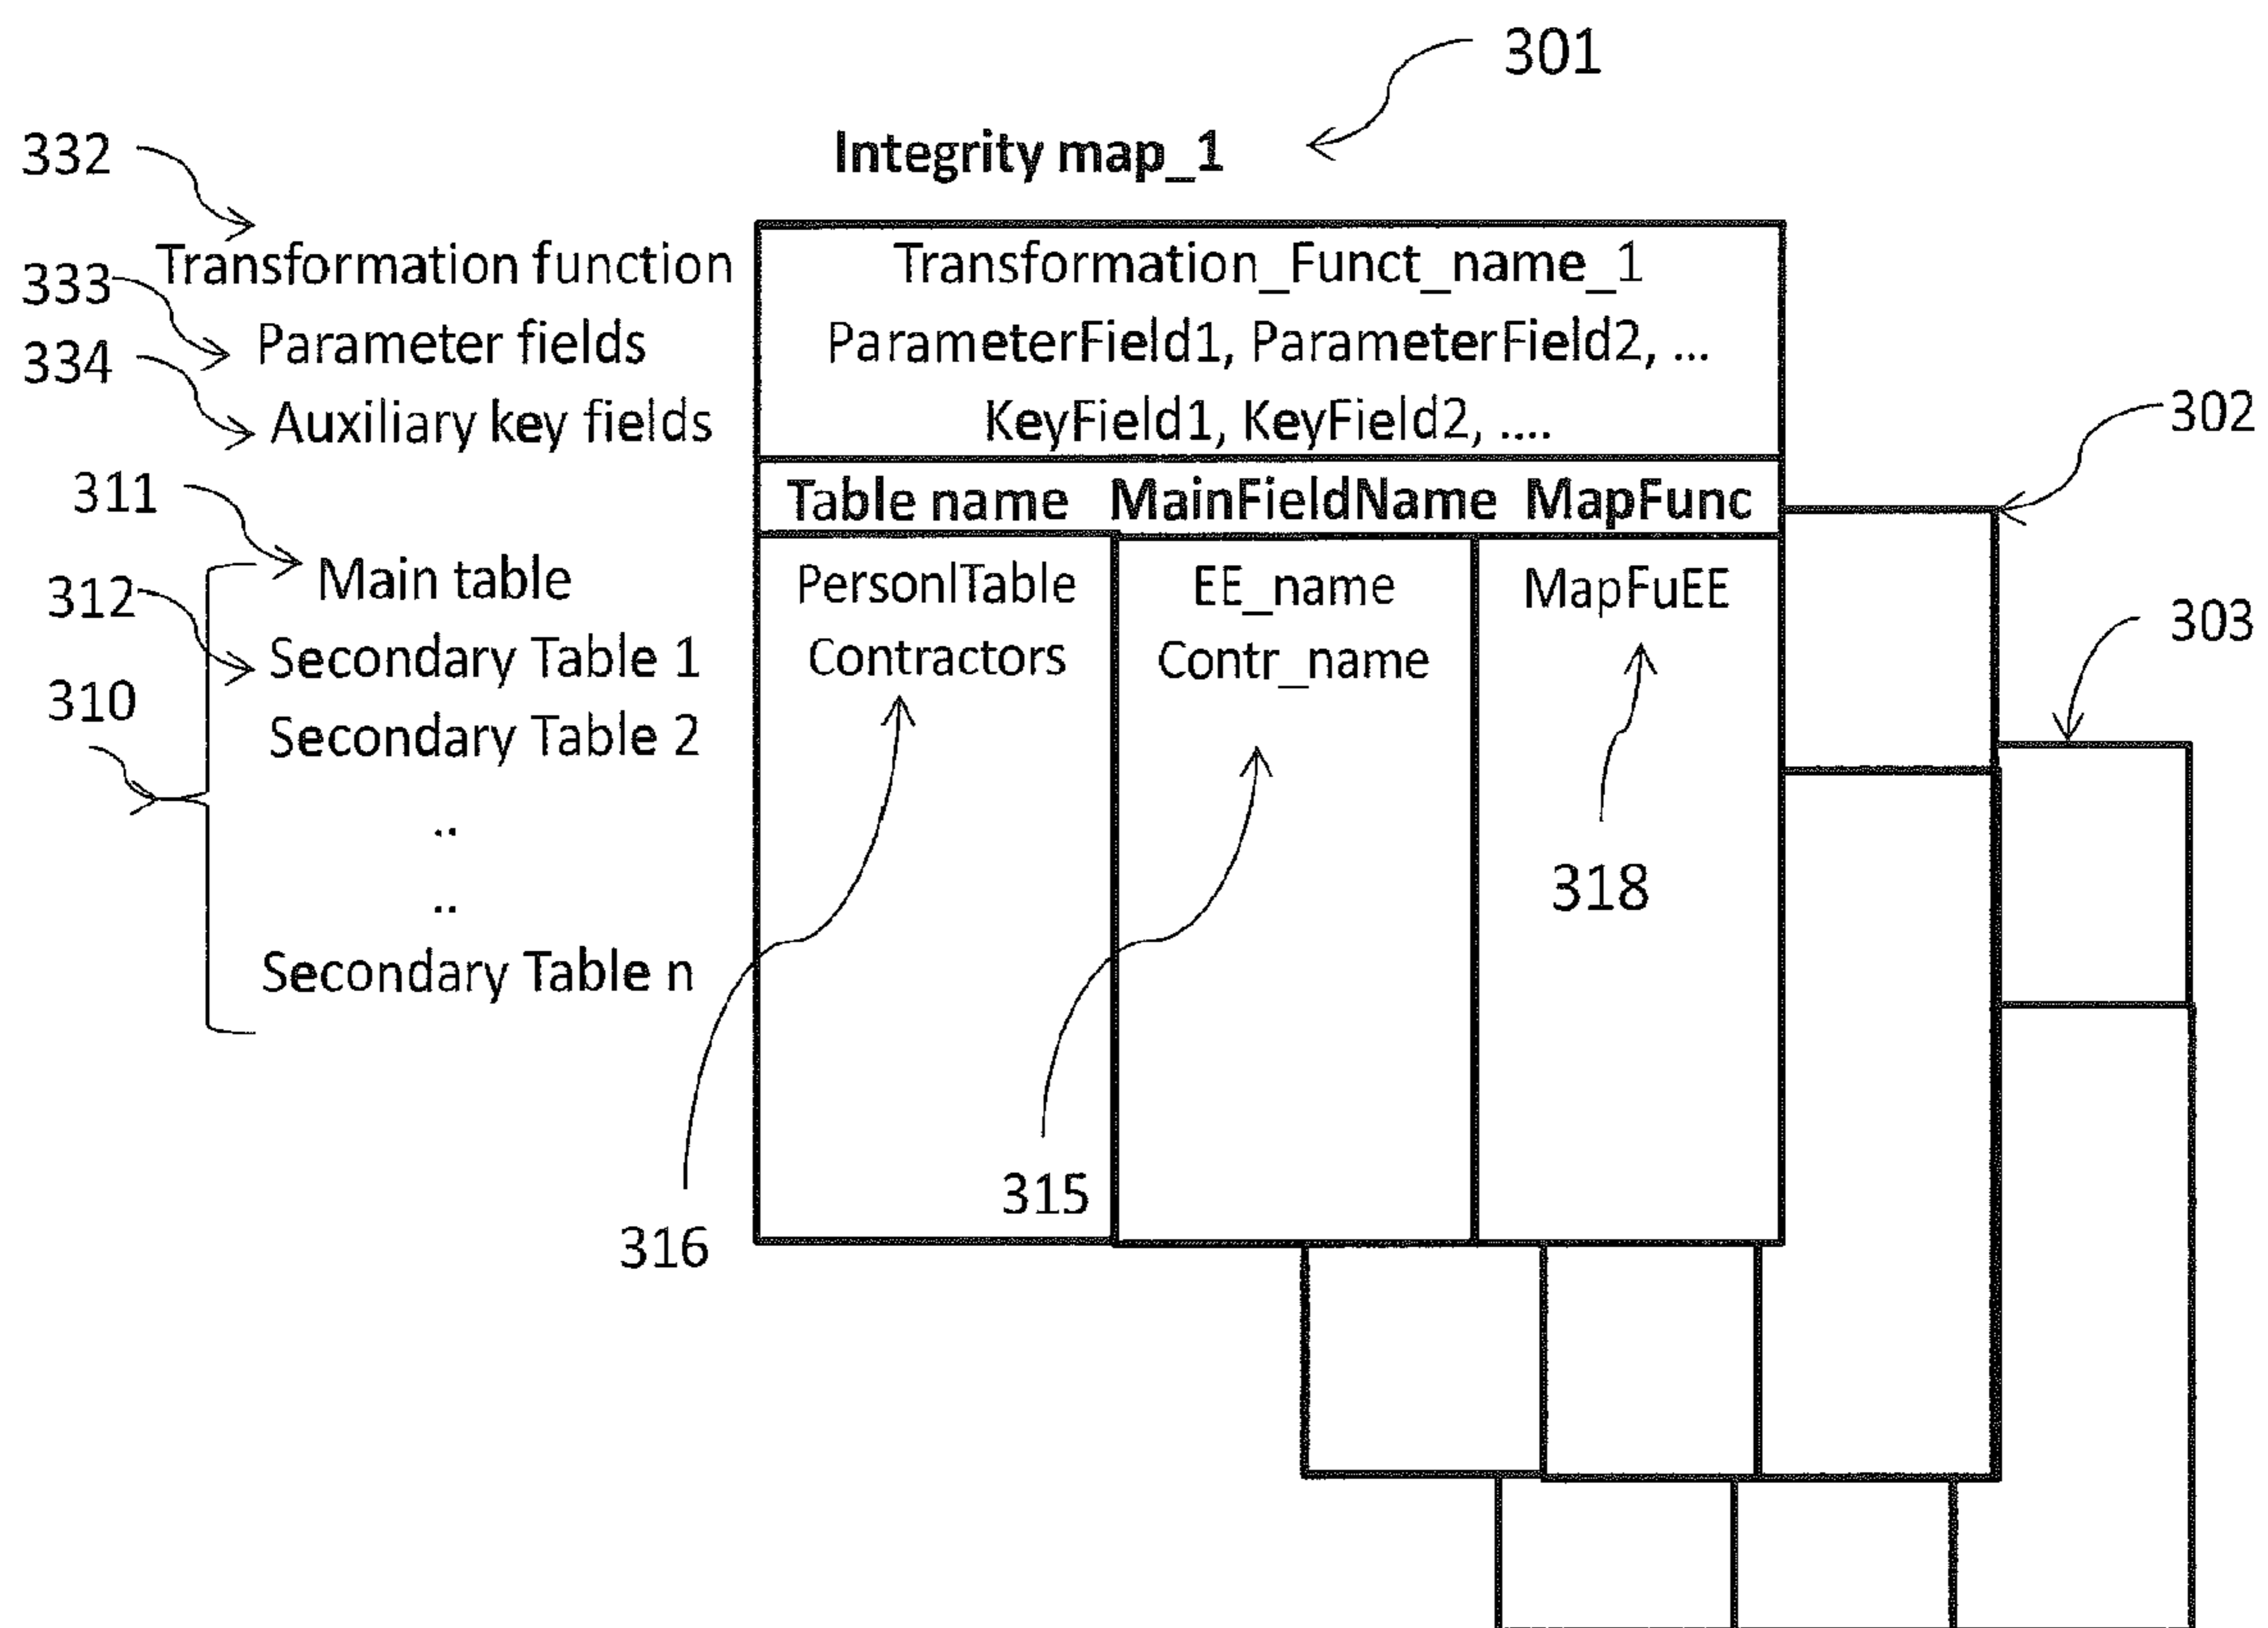 301
Integrity map_1
332
Transformation function Transformation_Funct_name_1
333
Parameter fields ParameterField1, ParameterField2, ...
334
Auxiliary key fields KeyField1, KeyField2, ....
302
311
Table name MainFieldName MapFunc
Main table PersonlTable EE_name MapFuEE
312
303
Secondary Table 1 Contractors Contr_name
310
Secondary Table 2
..
318
..
Secondary Table n
315
316